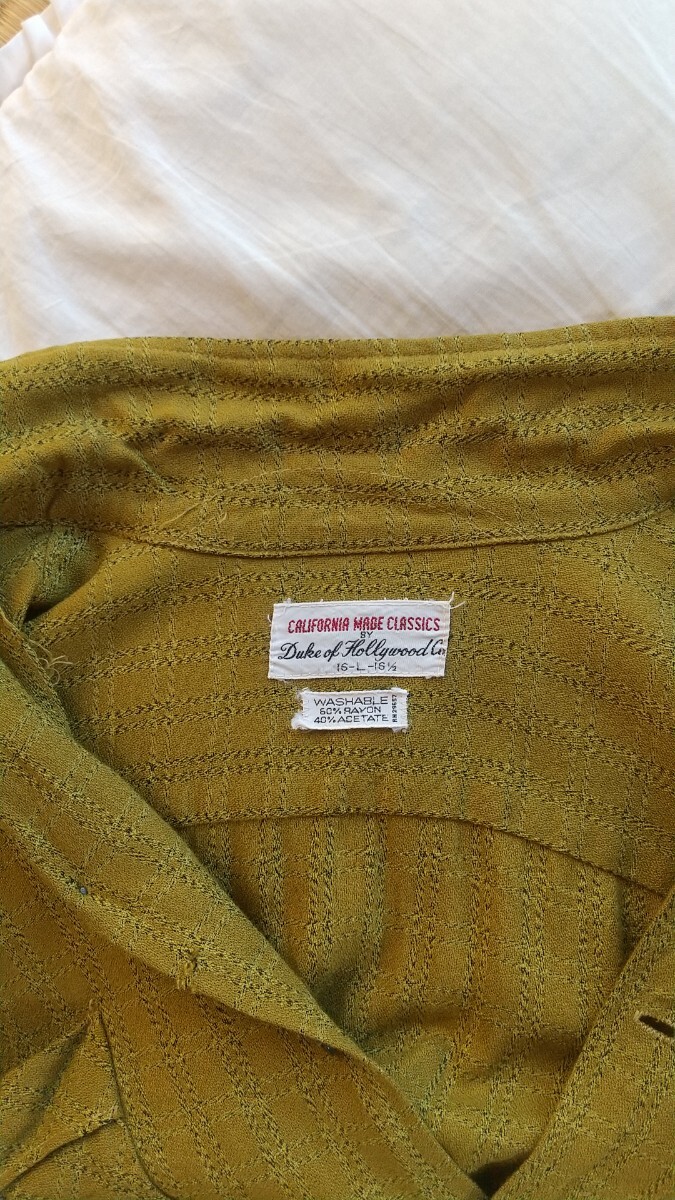 CALIFORNIA MADE CLASSICS
BY
Duke of Hollywood Co
16-L-16½
WASHABLE
60% RAYON
40% ACETATE